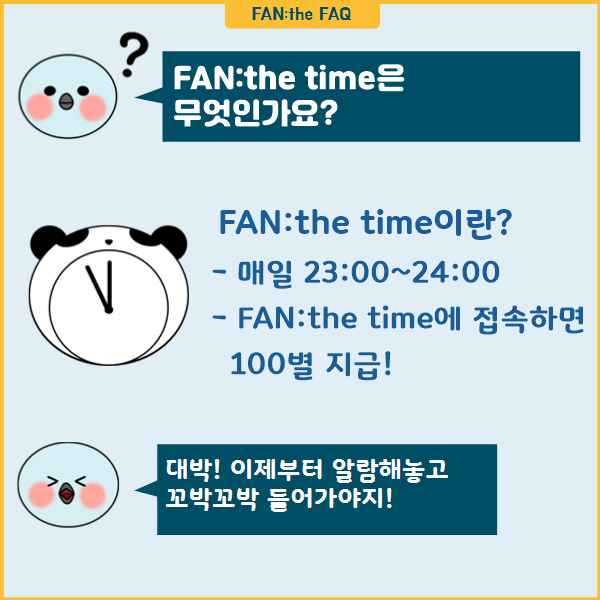 FAN:the FAQ
?
FAN:the time은
무엇인가요?
FAN:the time이란?
- 매일 23:00~24:00
- FAN:the time에 접속하면
100별 지급!
대박! 이제부터 알람해놓고
꼬박꼬박 들어가야지!